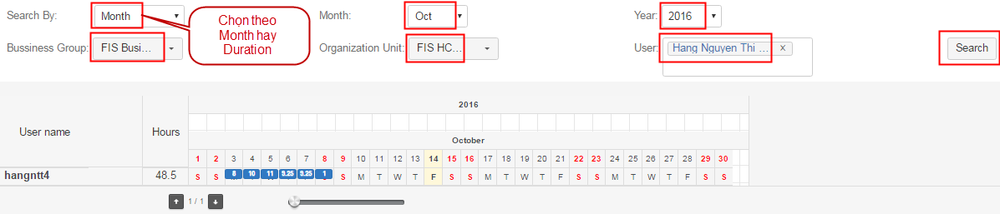 Search By: Month Month: Oct Year: 2016
Chọn theo
Month hay
Duration
Bussiness Group: FIS Busi... Organization Unit: FIS HC... User: Hang Nguyen Thi ... x Search
2016
User name Hours
October
1 2 3 4 5 6 7 8 9 10 11 12 13 14 15 16 17 18 19 20 21 22 23 24 25 26 27 28 29 30
hangntt4 48.5 S S 8 10 11 9.25 9.25 1 S M T W T F S S M T W T F S S M T W T F S S
1 / 1